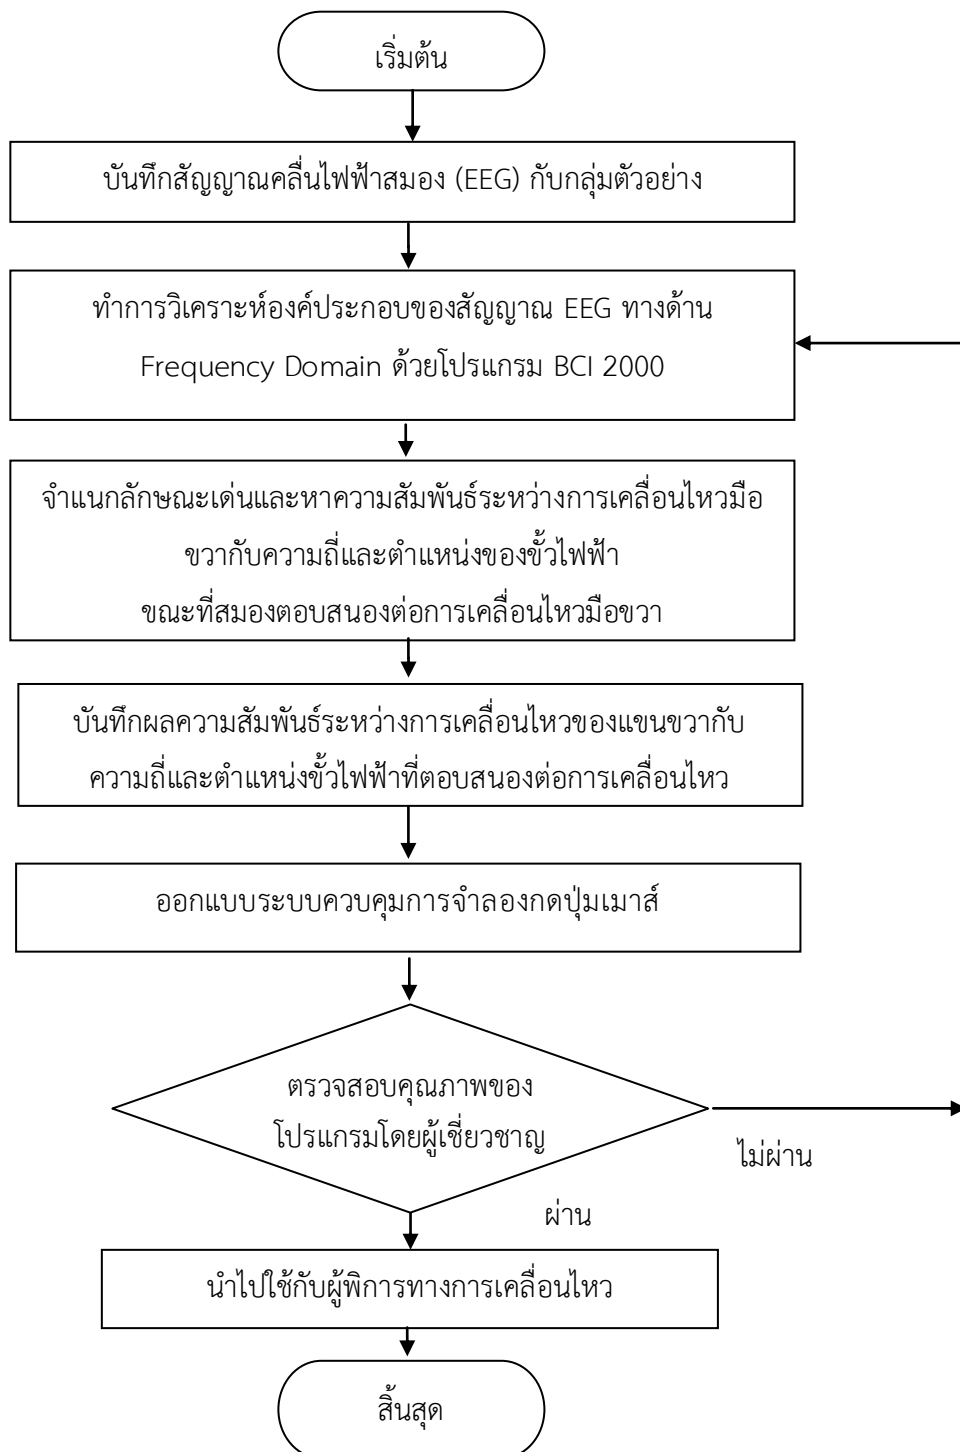 เริ่มต้น
บันทึกสัญญาณคลื่นไฟฟ้าสมอง (EEG) กับกลุ่มตัวอย่าง
ทำการวิเคราะห์องค์ประกอบของสัญญาณ EEG ทางด้าน
Frequency Domain ด้วยโปรแกรม BCI 2000
จำแนกลักษณะเด่นและหาความสัมพันธ์ระหว่างการเคลื่อนไหวมือ
ขวากับความถี่และตำแหน่งของขั้วไฟฟ้า
ขณะที่สมองตอบสนองต่อการเคลื่อนไหวมือขวา
บันทึกผลความสัมพันธ์ระหว่างการเคลื่อนไหวของแขนขวากับ
ความถี่และตำแหน่งขั้วไฟฟ้าที่ตอบสนองต่อการเคลื่อนไหว
ออกแบบระบบควบคุมการจำลองกดปุ่มเมาส์
ตรวจสอบคุณภาพของ
โปรแกรมโดยผู้เชี่ยวชาญ
ไม่ผ่าน
ผ่าน
นำไปใช้กับผู้พิการทางการเคลื่อนไหว
สิ้นสุด